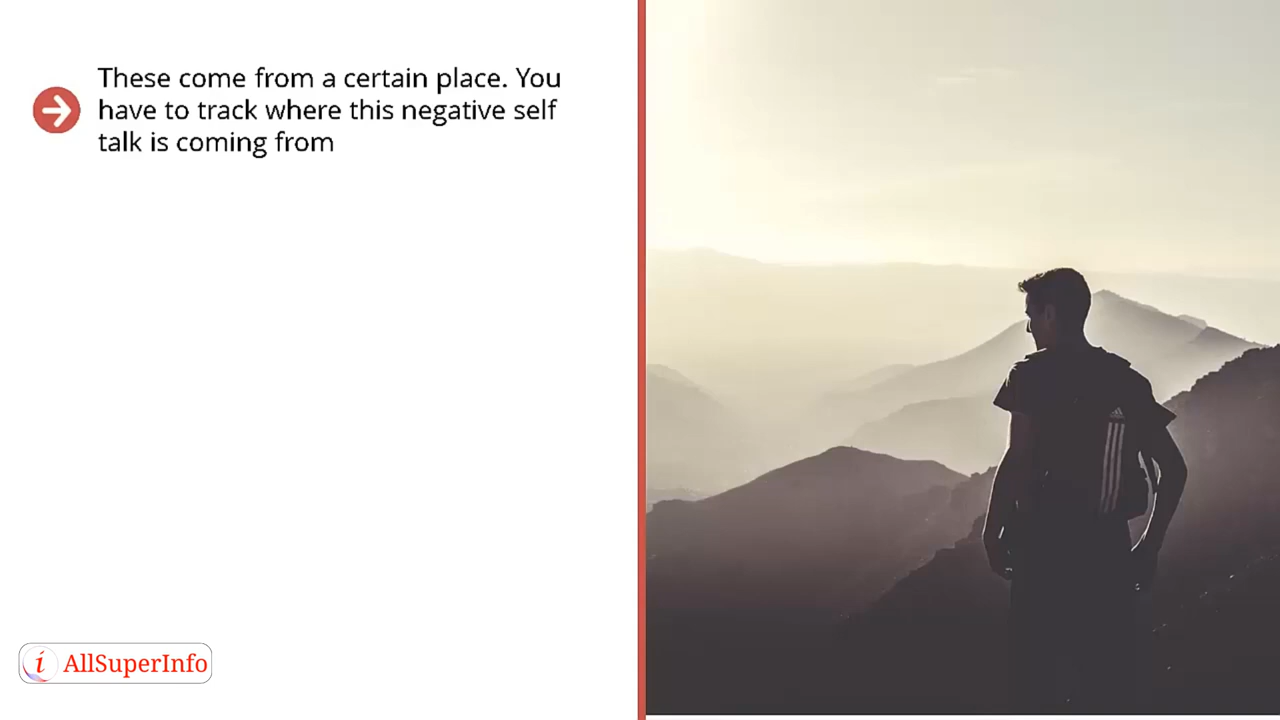 These come from a certain place. You
have to track where this negative self
talk is coming from
i AllSuperInfo